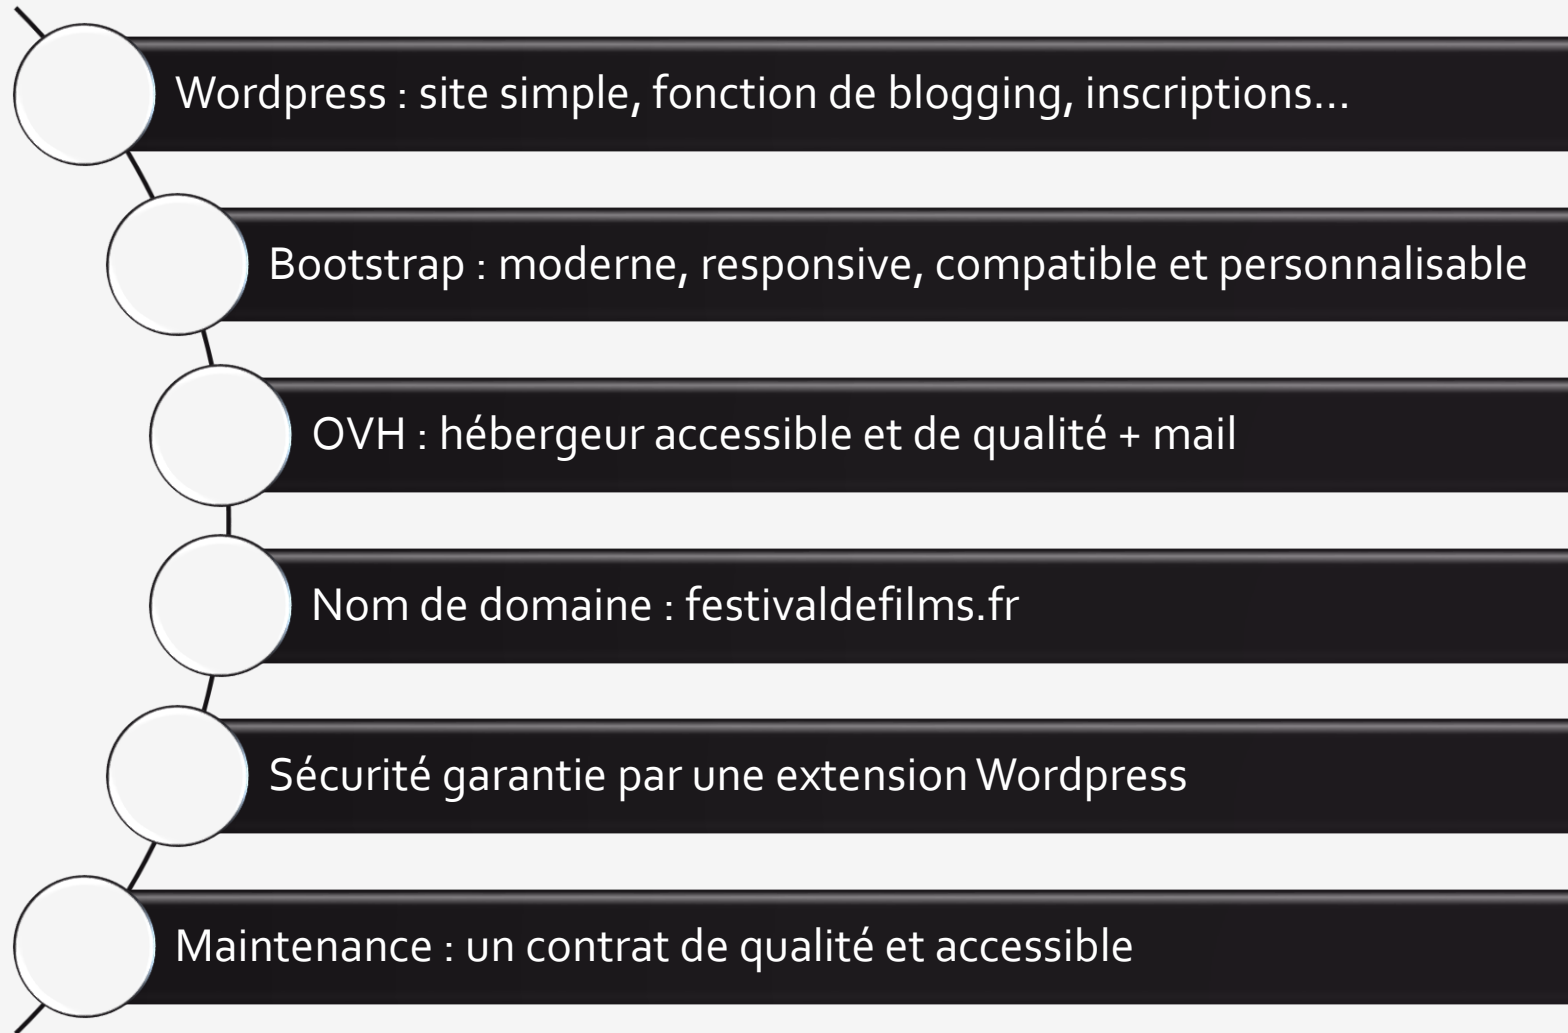 Wordpress : site simple, fonction de blogging, inscriptions...
Bootstrap : moderne, responsive, compatible et personnalisable
OVH : hébergeur accessible et de qualité + mail
Nom de domaine : festivaldefilms.fr
Sécurité garantie par une extension Wordpress
Maintenance : un contrat de qualité et accessible